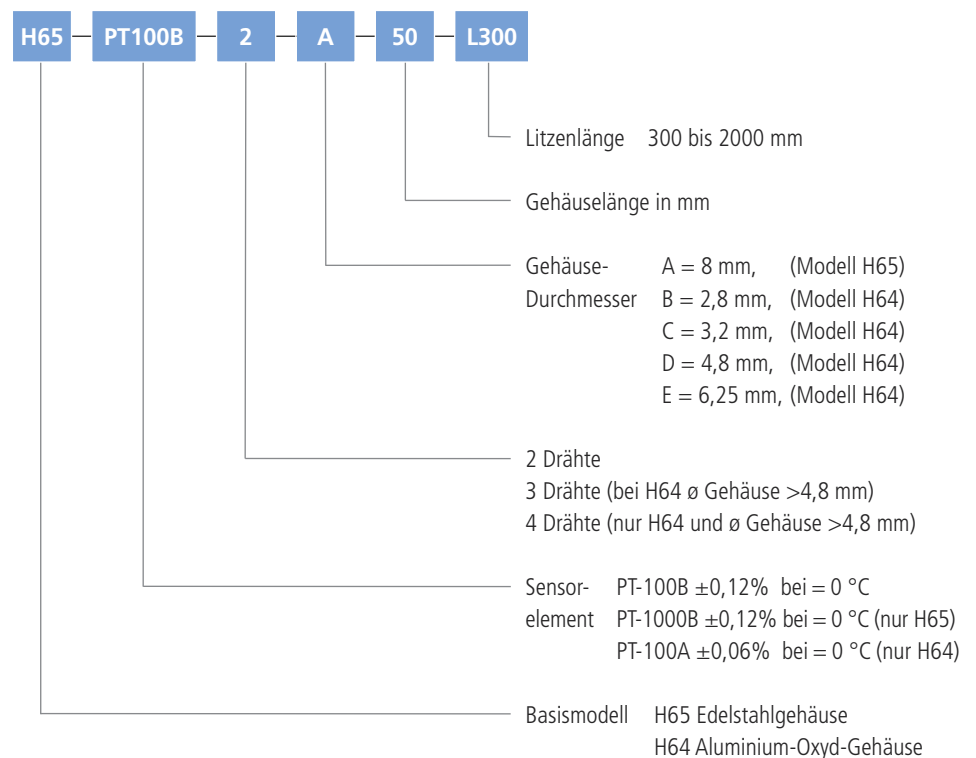 H65 – PT100B – 2 – A – 50 – L300
Litzenlänge 300 bis 2000 mm
Gehäuselänge in mm
Gehäuse- A = 8 mm, (Modell H65)
Durchmesser B = 2,8 mm, (Modell H64)
C = 3,2 mm, (Modell H64)
D = 4,8 mm, (Modell H64)
E = 6,25 mm, (Modell H64)
2 Drähte
3 Drähte (bei H64 ø Gehäuse >4,8 mm)
4 Drähte (nur H64 und ø Gehäuse >4,8 mm)
Sensor- PT-100B ±0,12% bei = 0 °C
element PT-1000B ±0,12% bei = 0 °C (nur H65)
PT-100A ±0,06% bei = 0 °C (nur H64)
Basismodell H65 Edelstahlgehäuse
H64 Aluminium-Oxyd-Gehäuse